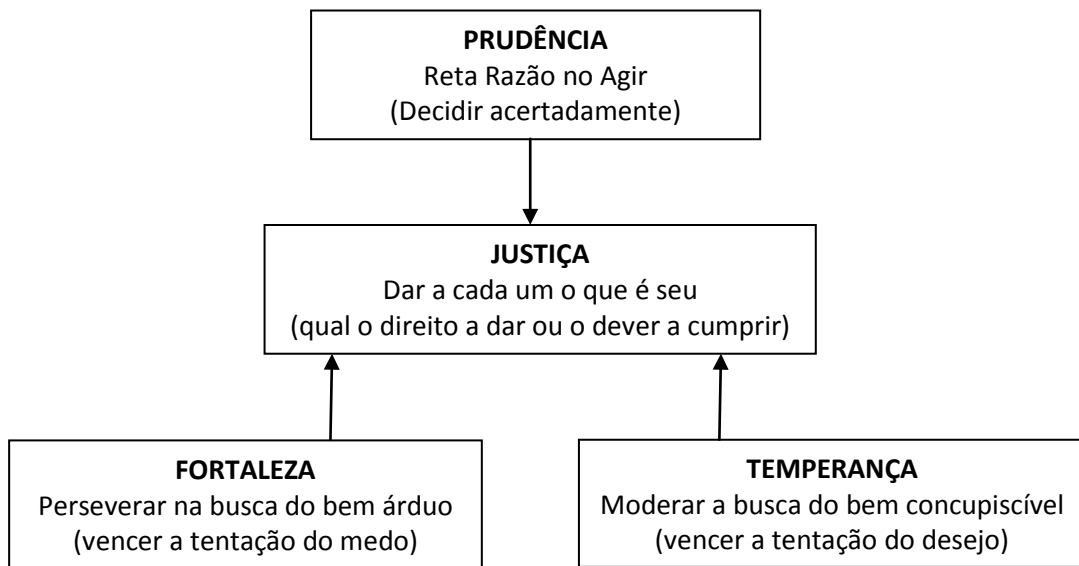 PRUDÊNCIA
Reta Razão no Agir
(Decidir acertadamente)
JUSTIÇA
Dar a cada um o que é seu
(qual o direito a dar ou o dever a cumprir)
FORTALEZA
Perseverar na busca do bem árduo
(vencer a tentação do medo)
TEMPERANÇA
Moderar a busca do bem concupiscível
(vencer a tentação do desejo)